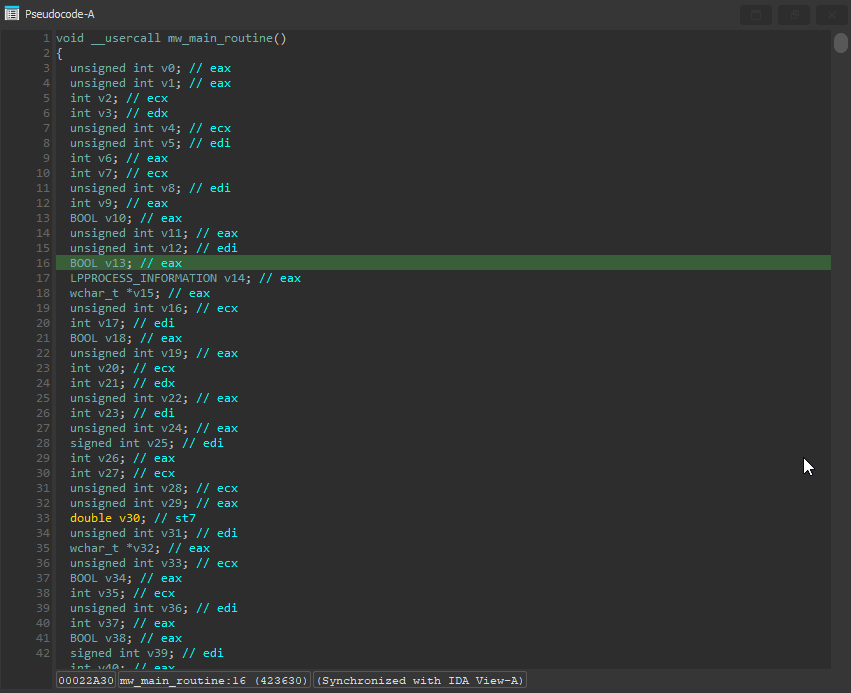 Pseudocode-A
1 void __usercall mw_main_routine()
2 {
3 unsigned int v0; // eax
4 unsigned int v1; // eax
5 int v2; // ecx
6 int v3; // edx
7 unsigned int v4; // ecx
8 unsigned int v5; // edi
9 int v6; // eax
10 int v7; // ecx
11 unsigned int v8; // edi
12 int v9; // eax
13 BOOL v10; // eax
14 unsigned int v11; // eax
15 unsigned int v12; // edi
16 BOOL v13; // eax
17 LPPROCESS_INFORMATION v14; // eax
18 wchar_t *v15; // eax
19 unsigned int v16; // ecx
20 int v17; // edi
21 BOOL v18; // eax
22 unsigned int v19; // eax
23 int v20; // ecx
24 int v21; // edx
25 unsigned int v22; // eax
26 int v23; // edi
27 unsigned int v24; // eax
28 signed int v25; // edi
29 int v26; // eax
30 int v27; // ecx
31 unsigned int v28; // ecx
32 unsigned int v29; // eax
33 double v30; // st7
34 unsigned int v31; // edi
35 wchar_t *v32; // eax
36 unsigned int v33; // ecx
37 BOOL v34; // eax
38 int v35; // ecx
39 unsigned int v36; // edi
40 int v37; // eax
41 BOOL v38; // eax
42 signed int v39; // edi
int v40; // eax
00022A30 mw_main_routine:16 (423630) (Synchronized with IDA View-A)